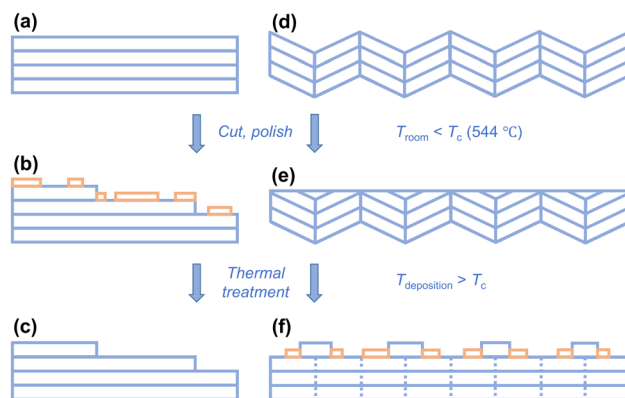 (a)
(d)
Cut, polish
T_room < T_c (544 ℃)
(b)
(e)
Thermal
treatment
T_deposition > T_c
(c)
(f)